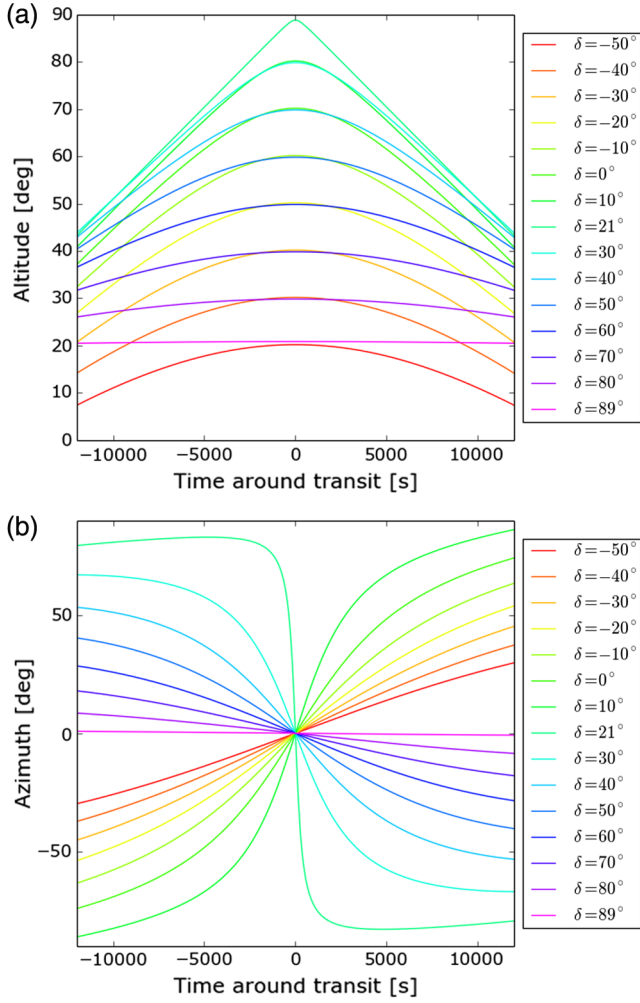 (a)
90
80
70
60
50
40
30
20
10
0
Altitude [deg]
−10000 −5000 0 5000 10000
Time around transit [s]
δ=−50°
δ=−40°
δ=−30°
δ=−20°
δ=−10°
δ=0°
δ=10°
δ=21°
δ=30°
δ=40°
δ=50°
δ=60°
δ=70°
δ=80°
δ=89°
(b)
50
0
−50
Azimuth [deg]
−10000 −5000 0 5000 10000
Time around transit [s]
δ=−50°
δ=−40°
δ=−30°
δ=−20°
δ=−10°
δ=0°
δ=10°
δ=21°
δ=30°
δ=40°
δ=50°
δ=60°
δ=70°
δ=80°
δ=89°